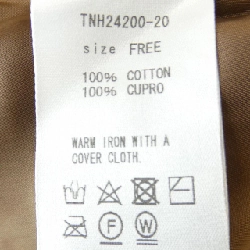 TNH24200-20
size FREE
100% COTTON
100% CUPRO
WARM IRON WITH A
COVER CLOTH.
F W